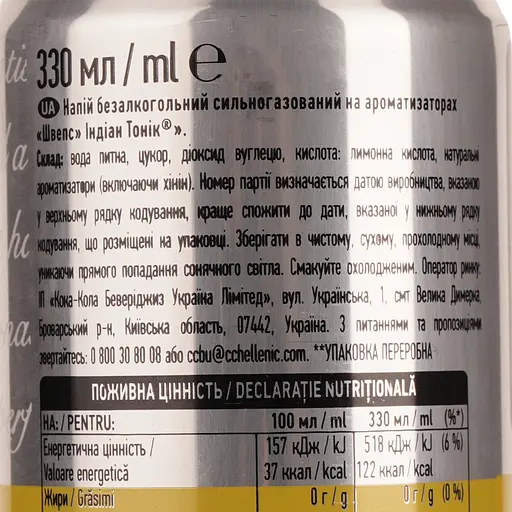 330 мл / ml ℮
UA Напій безалкогольний сильногазований на ароматизаторах
«Швепс» Індіан Тонік®».
Склад: вода питна, цукор, діоксид вуглецю, кислота: лимонна кислота, натуральні
ароматизатори (включаючи хінін). Номер партії визначається датою виробництва, вказаною
у верхньому рядку кодування, краще спожити до дати, вказаної у нижньому рядку
кодування, що розміщені на упаковці. Зберігати в чистому, сухому, прохолодному місці,
уникаючи прямого попадання сонячного світла. Смакуйте охолодженим. Оператор ринку:
ІП «Кока-Кола Беверіджиз Україна Лімітед», вул. Українська, 1, смт Велика Димерка,
Броварський р-н, Київська область, 07442, Україна. З питаннями та пропозиціями
звертайтесь: 0 800 30 80 08 або ccbu@cchellenic.com. **УПАКОВКА ПЕРЕРОБНА
ПОЖИВНА ЦІННІСТЬ / DECLARAȚIE NUTRIȚIONALĂ
НА: / PENTRU: 100 мл / ml 330 мл / ml (%*)
Енергетична цінність / 157 кДж / kJ 518 кДж / kJ (6 %)
Valoare energetică 37 ккал / kcal 122 ккал / kcal
Жири / Grăsimi 0 г / g 0 г / g (0 %)